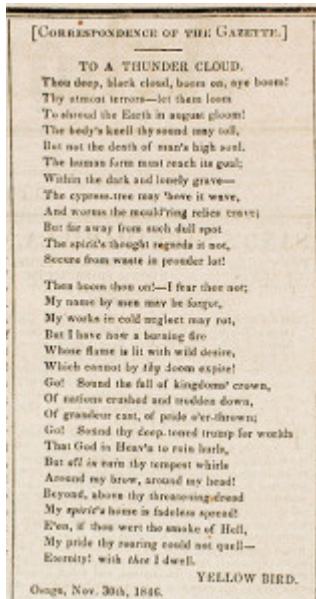 [CORRESPONDENCE OF THE GAZETTE.]
TO A THUNDER CLOUD.
Thou deep, black cloud, boom on, aye boom!
Thy utmost terrors—let them loom
To shroud the Earth in august gloom!
The body's knell thy sound may toll,
But not the death of man's high soul.
The human form must reach its goal;
Within the dark and lonely grave—
The cypress-tree may 'bove it wave,
And worms the mould'ring relics crave;
But far away from such dull spot
The spirit's thought regards it not,
Secure from waste in prouder lot!
Then boom thou on!—I fear thee not;
My name by men may be forgot,
My works in cold neglect may rot,
But I have now a burning fire
Whose flame is lit with wild desire,
Which cannot by thy doom expire!
Go! Sound the fall of kingdoms' crown,
Of nations crushed and trodden down,
Of grandeur cast, of pride o'er-thrown;
Go! Sound thy deep-toned trump for worlds
That God in Heav'n to ruin hurls,
But all in vain thy tempest whirls
Around my brow, around my head!
Beyond, above thy threatening dread
My spirit's home is fadeless spread!
E'en, if thou wert the smoke of Hell,
My pride thy roaring could not quell—
Eternity! with thee I dwell.
YELLOW BIRD.
Osage, Nov. 30th, 1846.